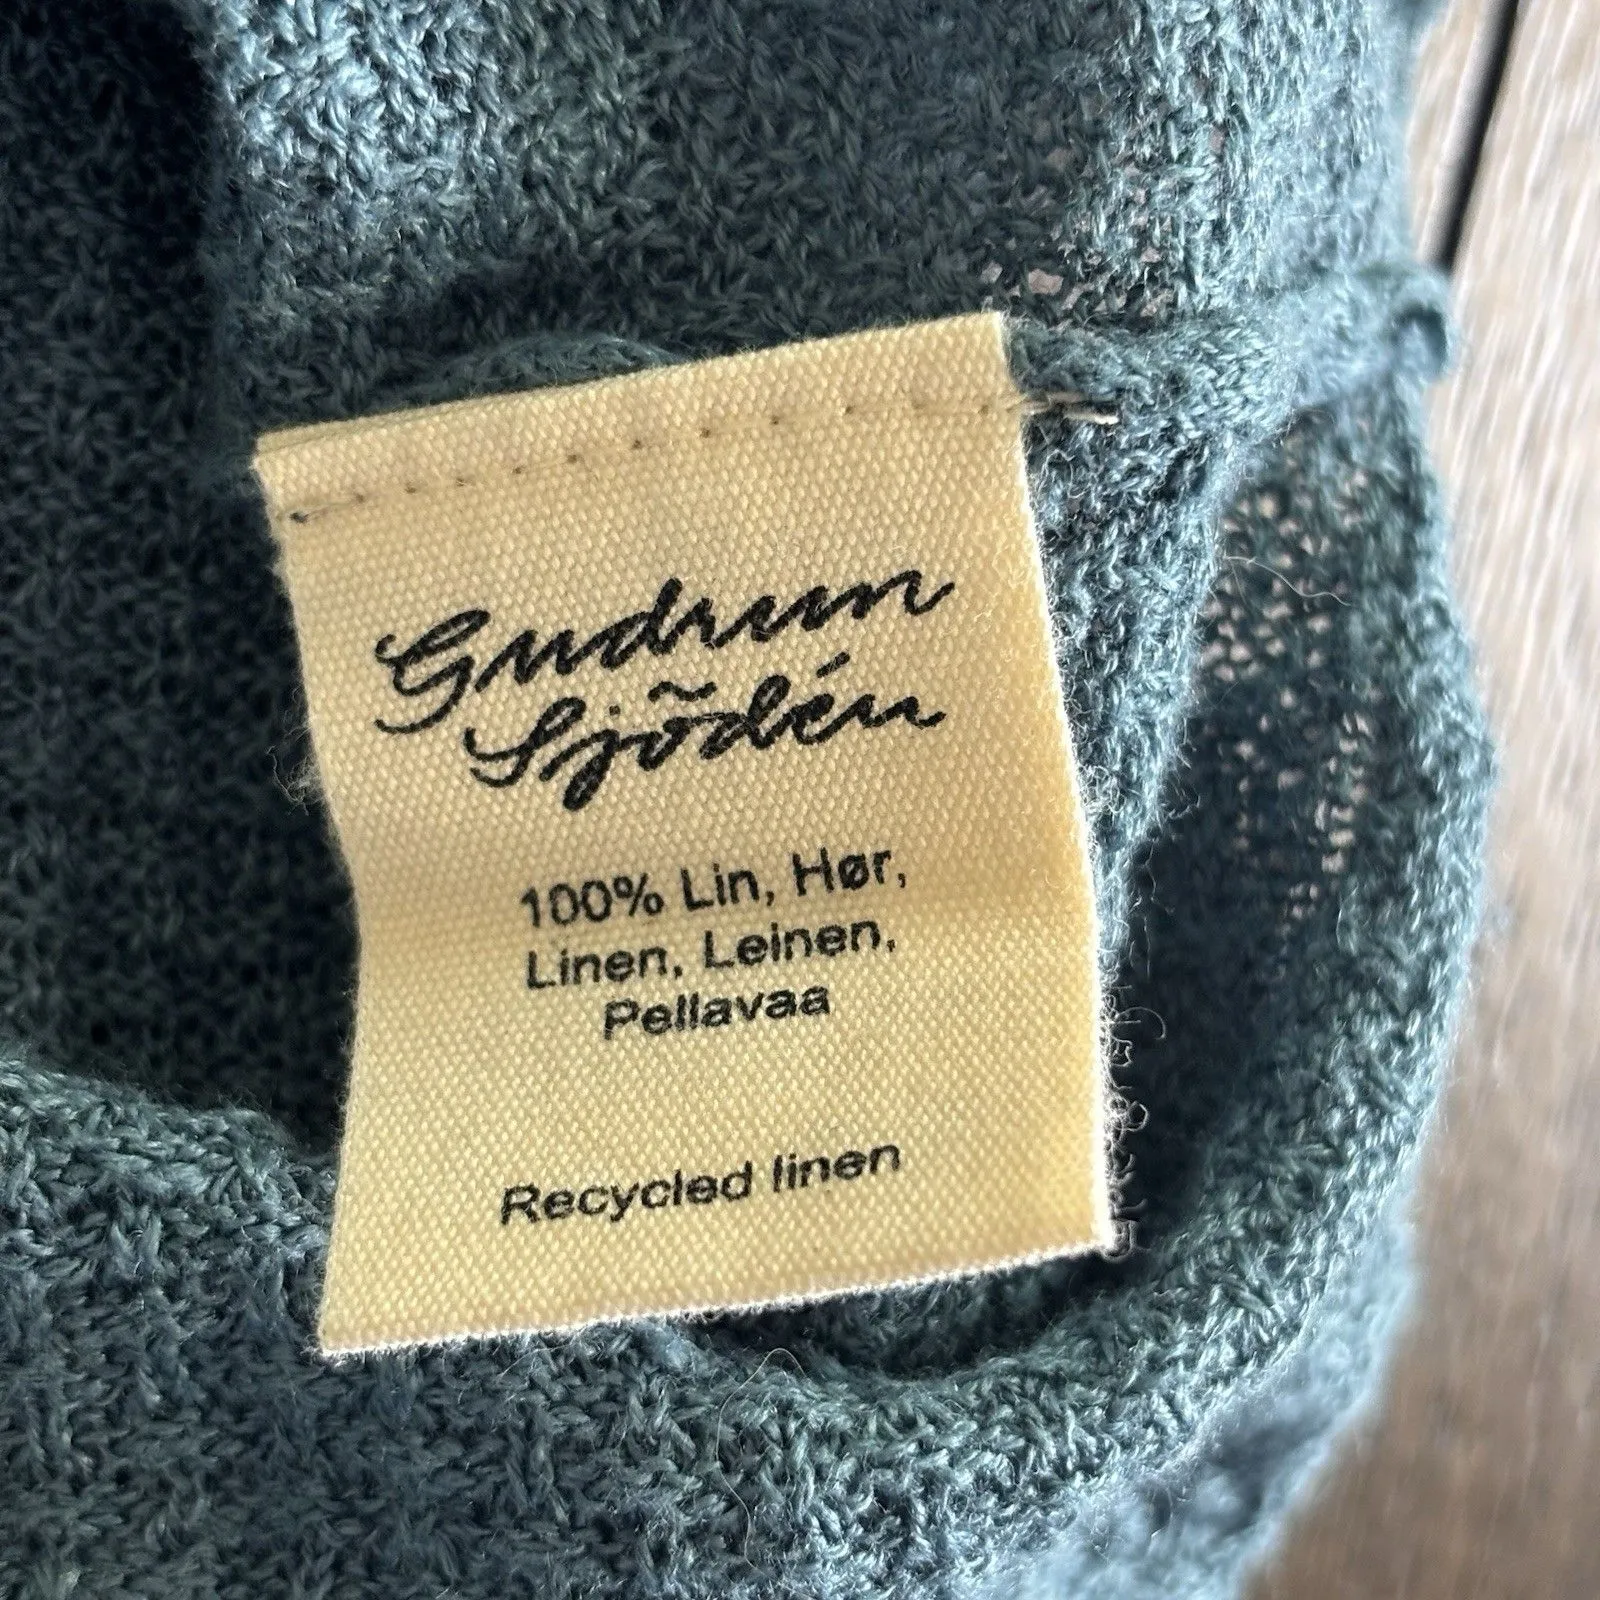 Gudrun
Sjödén
100% Lin, Hør,
Linen, Leinen,
Pellavaa
Recycled linen